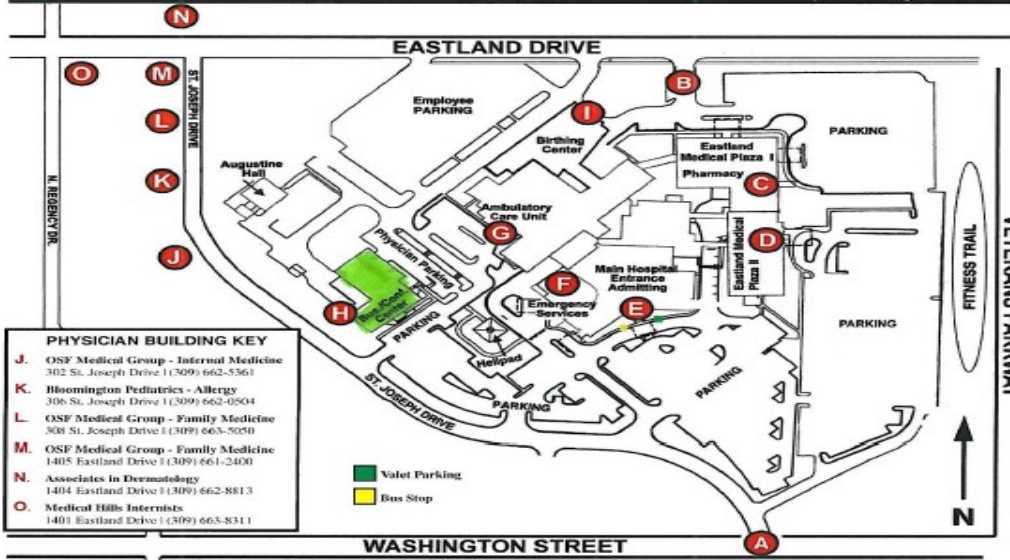 N
EASTLAND DRIVE
O
M
B
ST. JOSEPH DRIVE
L
Employee
PARKING
I
Birthing
Center
PARKING
Eastland
Medical Plaza I
Pharmacy
C
Augustine
Hall
K
N. REGENCY DR.
Ambulatory
Care Unit
G
Physician Parking
D
Eastland Medical
Plaza II
FITNESS TRAIL
VETERANS PARKWAY
J
F
Main Hospital
Entrance
Admitting
Emergency
Services
E
H
Bus./Conf.
Center
PARKING
Helipad
PARKING
PARKING
PARKING
ST. JOSEPH DRIVE
PHYSICIAN BUILDING KEY
J. OSF Medical Group - Internal Medicine
302 St. Joseph Drive | (309) 662-5361
K Bloomington Pediatrics - Allergy
306 St. Joseph Drive | (309) 662-0504
L. OSF Medical Group - Family Medicine
308 St. Joseph Drive | (309) 663-5050
M. OSF Medical Group - Family Medicine
1405 Eastland Drive | (309) 661-2400
N. Associates in Dermatology
1404 Eastland Drive | (309) 662-8813
O. Medical Hills Internists
1401 Eastland Drive | (309) 663-8311
Valet Parking
Bus Stop
N
A
WASHINGTON STREET